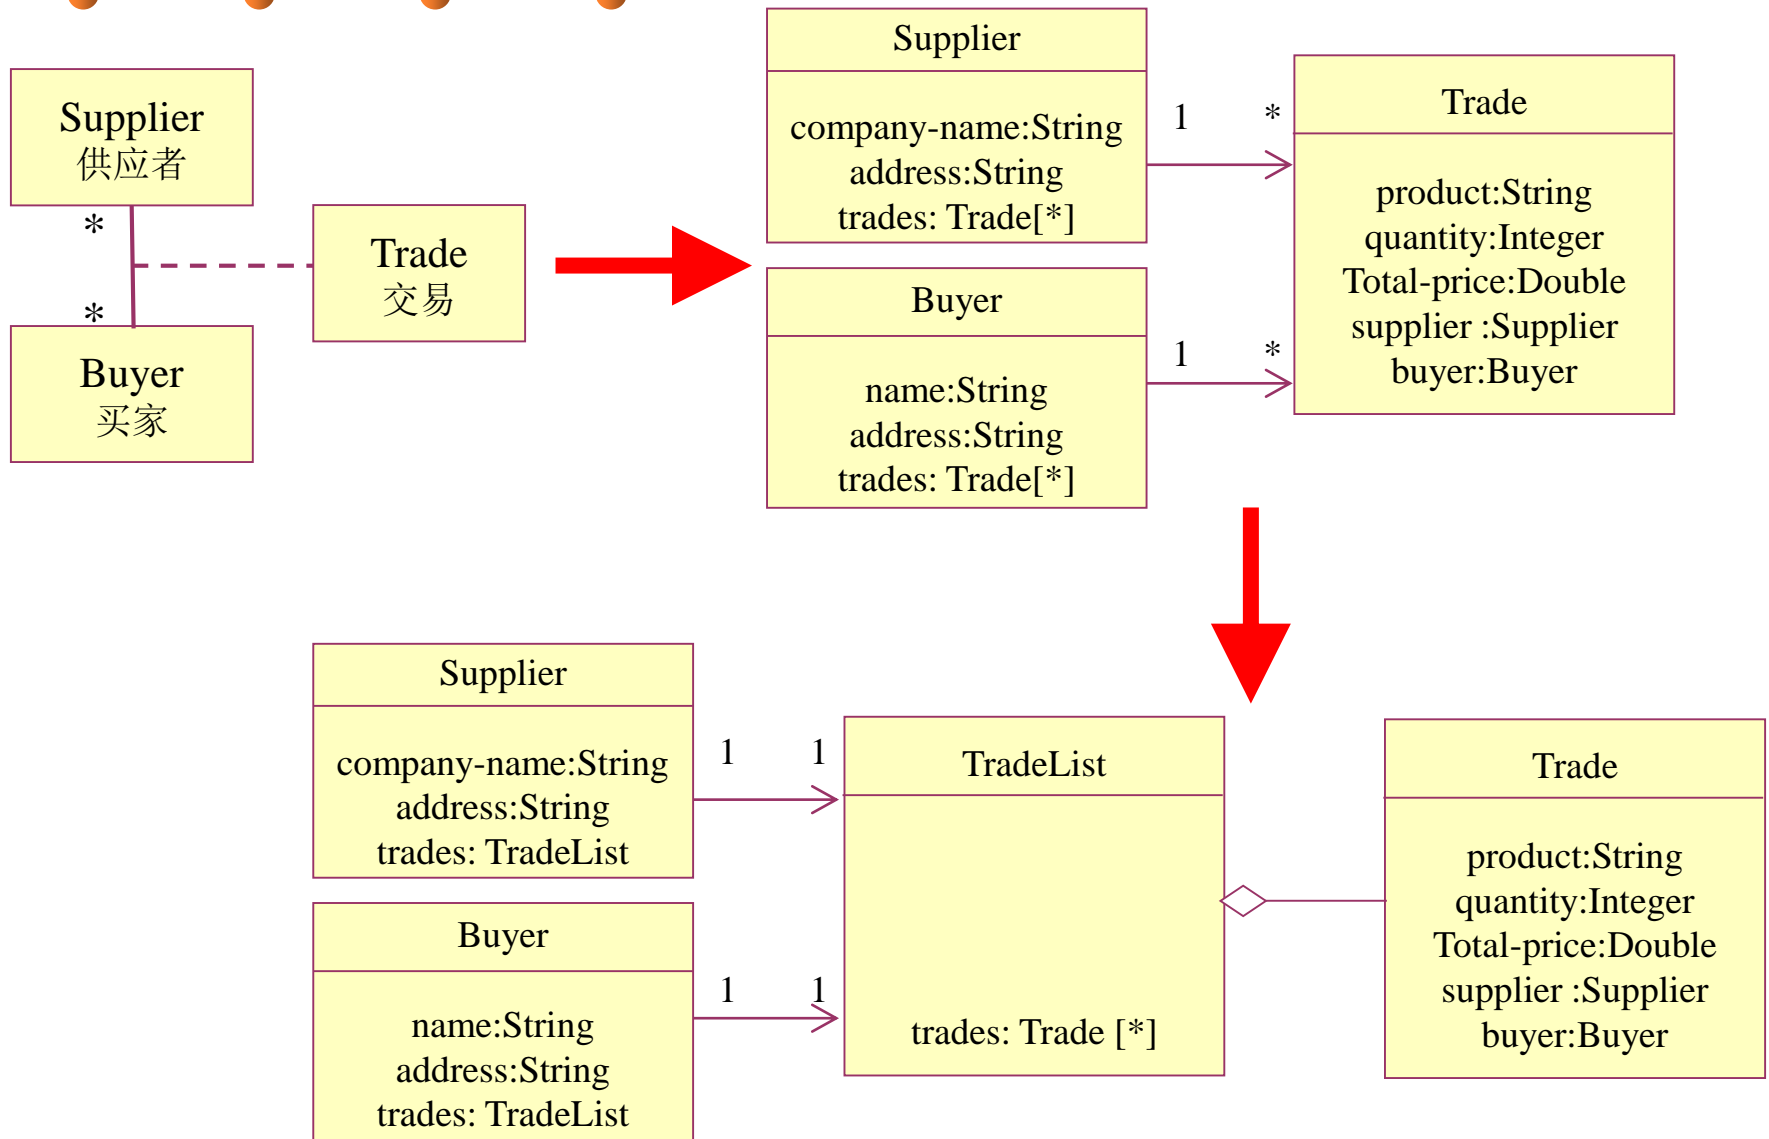 Supplier
供应者
*
*
Buyer
买家
Trade
交易
Supplier
company-name:String
address:String
trades: Trade[*]
1 *
Buyer
name:String
address:String
trades: Trade[*]
1 *
Trade
product:String
quantity:Integer
Total-price:Double
supplier :Supplier
buyer:Buyer
Supplier
company-name:String
address:String
trades: TradeList
1 1
Buyer
name:String
address:String
trades: TradeList
1 1
TradeList
trades: Trade [*]
Trade
product:String
quantity:Integer
Total-price:Double
supplier :Supplier
buyer:Buyer